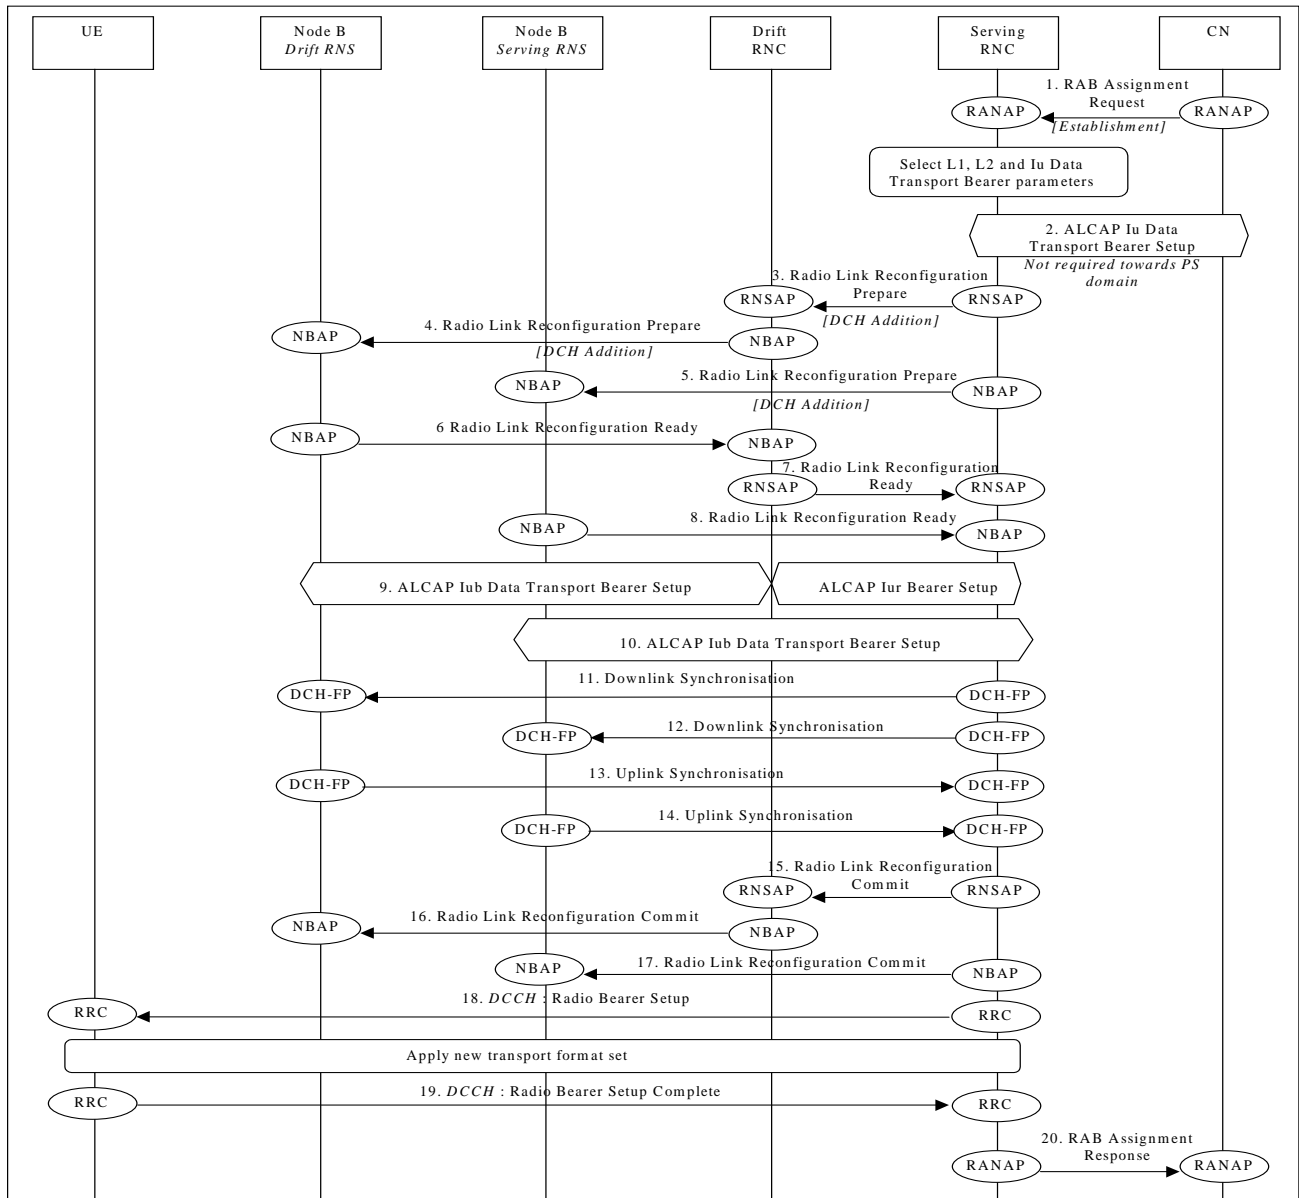 UE
Node B
Drift RNS
Node B
Serving RNS
Drift
RNC
Serving
RNC
CN
1. RAB Assignment
Request
RANAP
RANAP
[Establishment]
Select L1, L2 and Iu Data
Transport Bearer parameters
2. ALCAP Iu Data
Transport Bearer Setup
Not required towards PS
domain
3. Radio Link Reconfiguration
Prepare
RNSAP
RNSAP
[DCH Addition]
4. Radio Link Reconfiguration Prepare
NBAP
NBAP
[DCH Addition]
5. Radio Link Reconfiguration Prepare
NBAP
NBAP
[DCH Addition]
6 Radio Link Reconfiguration Ready
NBAP
NBAP
7. Radio Link Reconfiguration
Ready
RNSAP
RNSAP
8. Radio Link Reconfiguration Ready
NBAP
NBAP
9. ALCAP Iub Data Transport Bearer Setup
ALCAP Iur Bearer Setup
10. ALCAP Iub Data Transport Bearer Setup
11. Downlink Synchronisation
DCH-FP
DCH-FP
12. Downlink Synchronisation
DCH-FP
DCH-FP
13. Uplink Synchronisation
DCH-FP
DCH-FP
14. Uplink Synchronisation
DCH-FP
DCH-FP
15. Radio Link Reconfiguration
Commit
RNSAP
RNSAP
16. Radio Link Reconfiguration Commit
NBAP
NBAP
17. Radio Link Reconfiguration Commit
NBAP
NBAP
18. DCCH : Radio Bearer Setup
RRC
RRC
Apply new transport format set
19. DCCH : Radio Bearer Setup Complete
RRC
RRC
20. RAB Assignment
Response
RANAP
RANAP